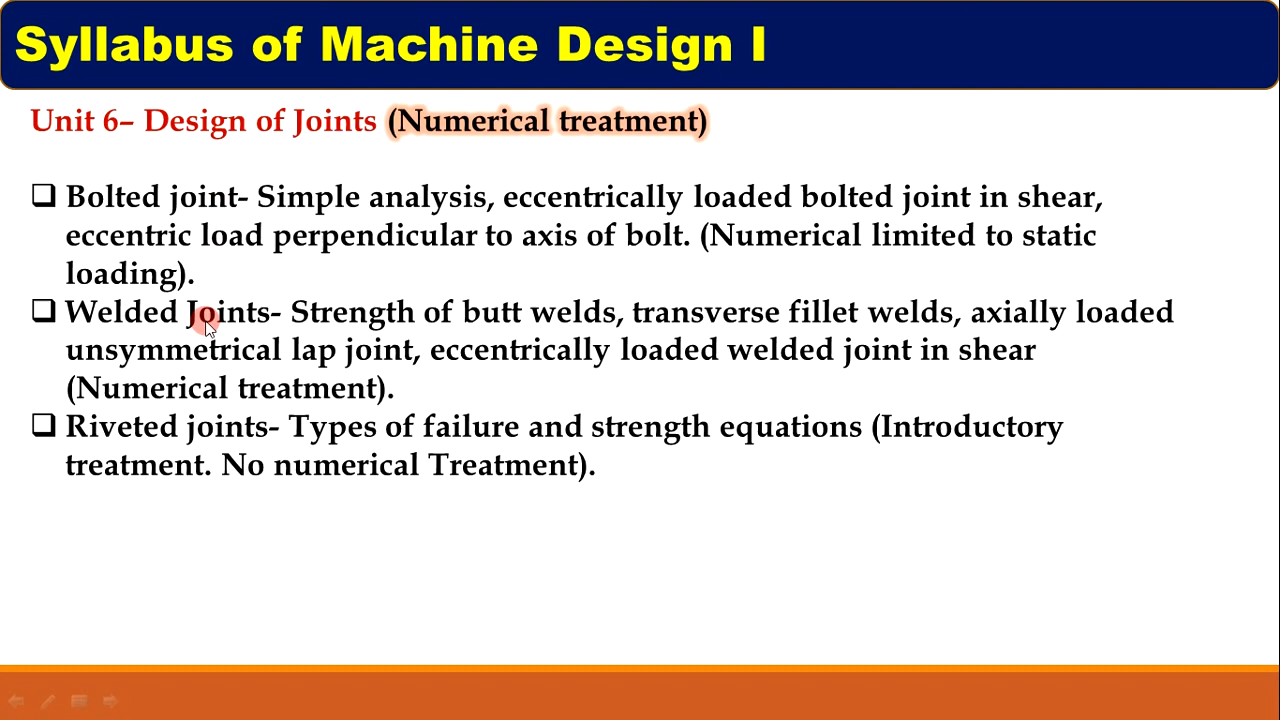 Syllabus of Machine Design I
Unit 6– Design of Joints (Numerical treatment)
❑ Bolted joint- Simple analysis, eccentrically loaded bolted joint in shear,
eccentric load perpendicular to axis of bolt. (Numerical limited to static
loading).
❑ Welded Joints- Strength of butt welds, transverse fillet welds, axially loaded
unsymmetrical lap joint, eccentrically loaded welded joint in shear
(Numerical treatment).
❑ Riveted joints- Types of failure and strength equations (Introductory
treatment. No numerical Treatment).